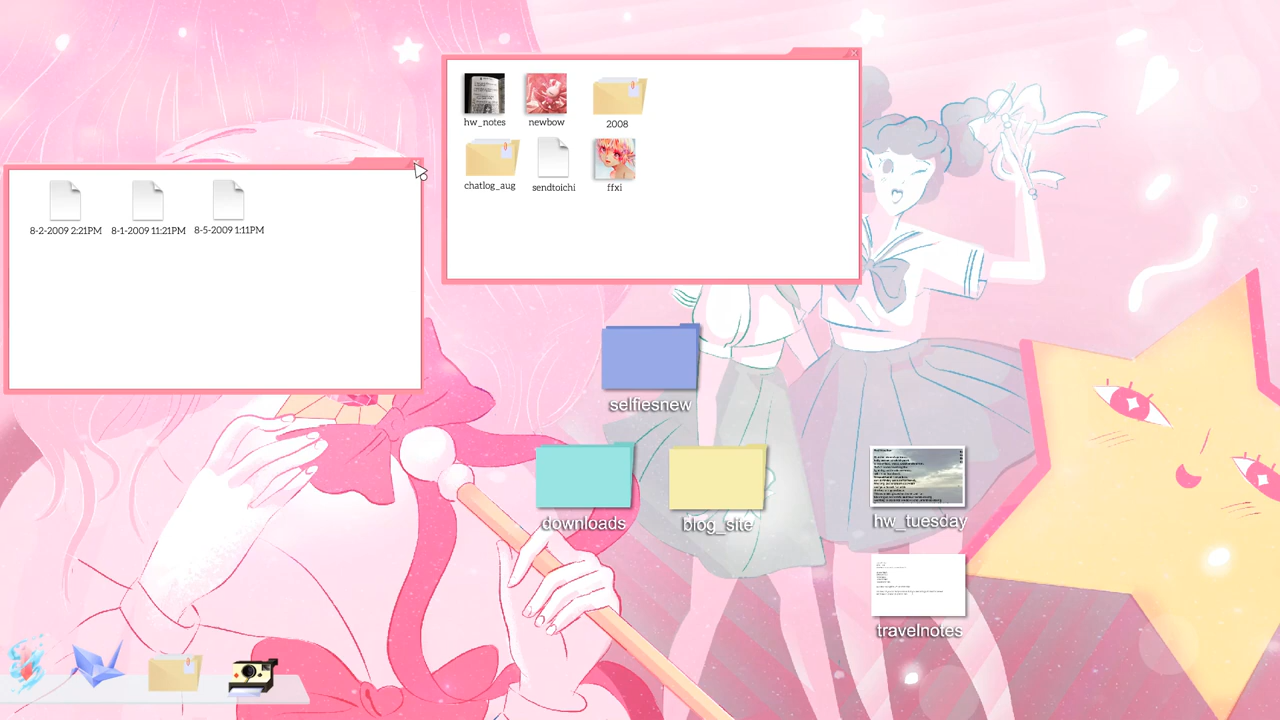 hw_notes
newbow
2008
chatlog_aug
sendtoichi
ffxi
8-2-2009 2:21PM
8-1-2009 11:21PM
8-5-2009 1:11PM
selfiesnew
downloads
blog_site
hw_tuesday
travelnotes